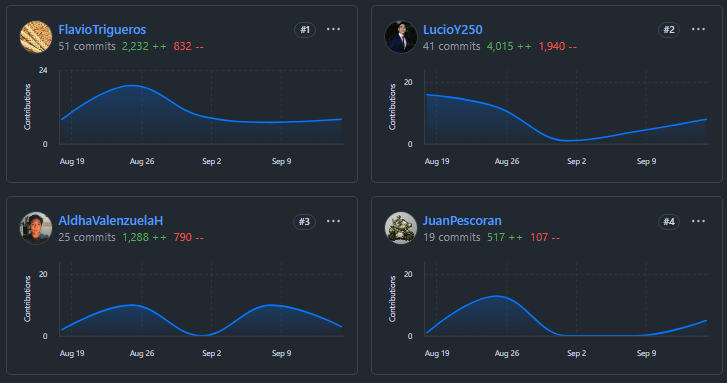 FlavioTrigueros #1 ···
51 commits 2,232 ++ 832 --
24
Contributions
0
Aug 19 Aug 26 Sep 2 Sep 9
LucioY250 #2 ···
41 commits 4,015 ++ 1,940 --
20
Contributions
0
Aug 19 Aug 26 Sep 2 Sep 9
AldhaValenzuelaH #3 ···
25 commits 1,288 ++ 790 --
20
Contributions
0
Aug 19 Aug 26 Sep 2 Sep 9
JuanPescoran #4 ···
19 commits 517 ++ 107 --
20
Contributions
0
Aug 19 Aug 26 Sep 2 Sep 9